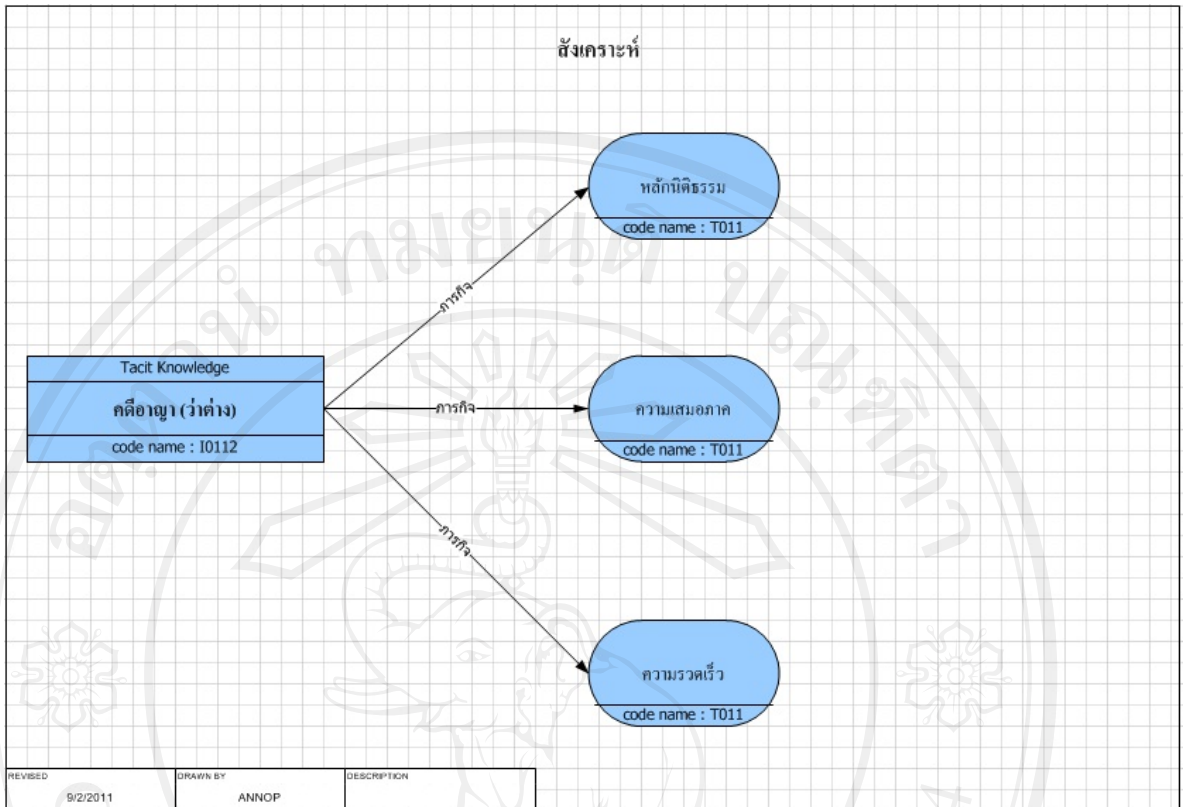 สังเคราะห์
หลักนิติธรรม
code name : T011
ภารกิจ
Tacit Knowledge
คดีอาญา (ว่าต่าง)
code name : I0112
ภารกิจ
ความเสมอภาค
code name : T011
ภารกิจ
ความรวดเร็ว
code name : T011
REVISED
9/2/2011
DRAWN BY
ANNOP
DESCRIPTION